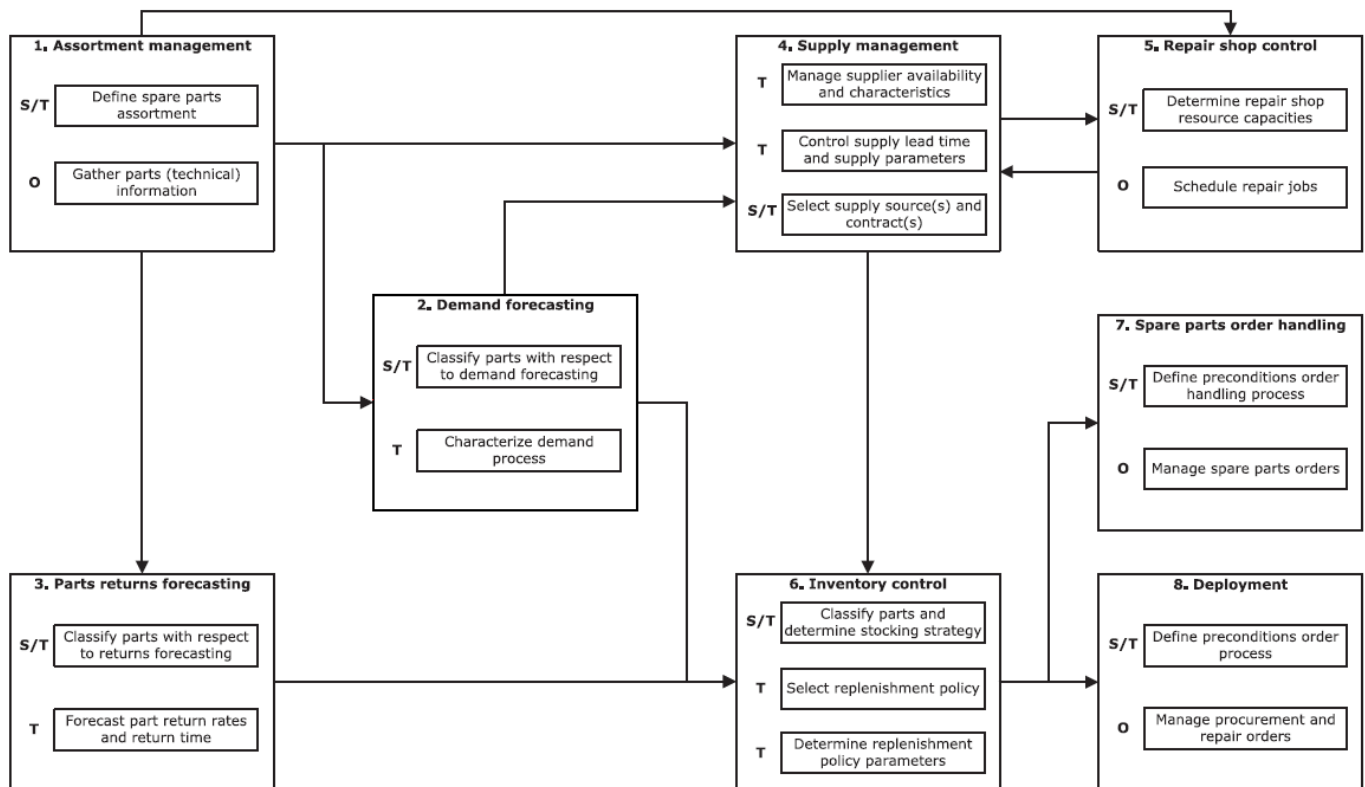 1. Assortment management
S/T
Define spare parts
assortment
O
Gather parts (technical)
information
4. Supply management
T
Manage supplier availability
and characteristics
T
Control supply lead time
and supply parameters
S/T
Select supply source(s) and
contract(s)
5. Repair shop control
S/T
Determine repair shop
resource capacities
O
Schedule repair jobs
2. Demand forecasting
S/T
Classify parts with respect
to demand forecasting
T
Characterize demand
process
7. Spare parts order handling
S/T
Define preconditions order
handling process
O
Manage spare parts orders
3. Parts returns forecasting
S/T
Classify parts with respect
to returns forecasting
T
Forecast part return rates
and return time
6. Inventory control
S/T
Classify parts and
determine stocking strategy
T
Select replenishment policy
T
Determine replenishment
policy parameters
8. Deployment
S/T
Define preconditions order
process
O
Manage procurement and
repair orders